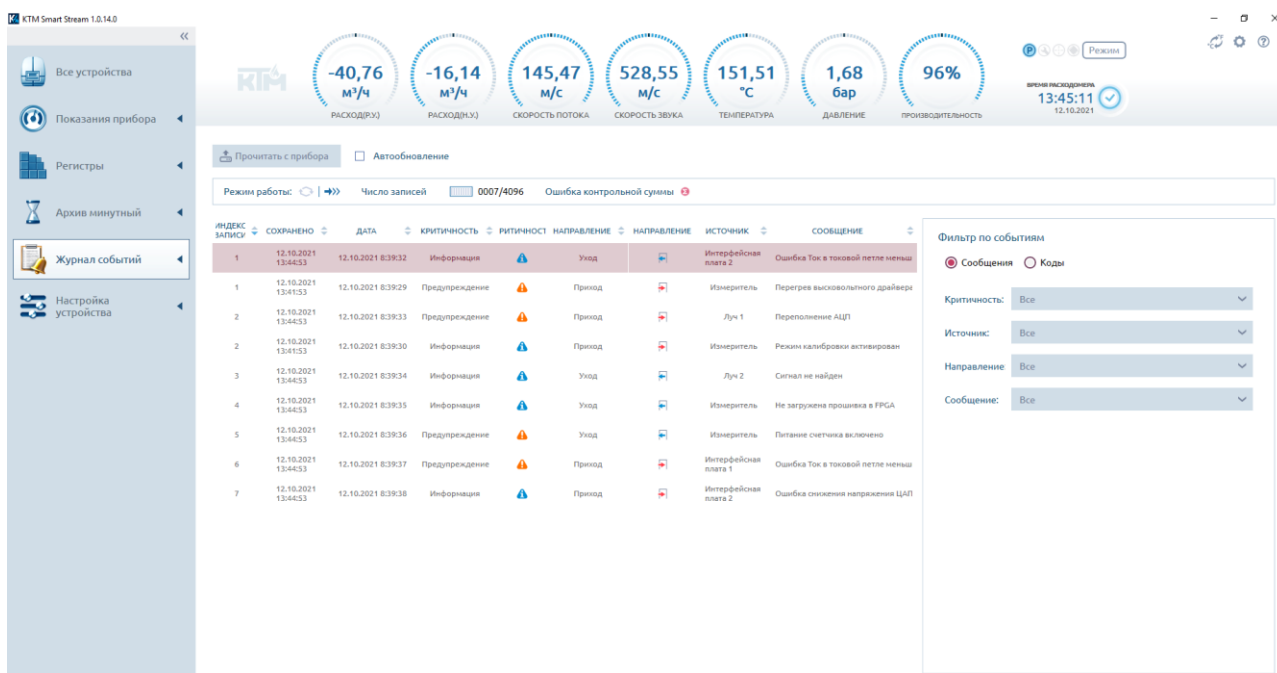 KTM Smart Stream 1.0.14.0
Все устройства
Показания прибора
Регистры
Архив минутный
Журнал событий
Настройка
устройства
КТМ
-40,76
м³/ч
РАСХОД(Р.У.)
-16,14
м³/ч
РАСХОД(Н.У.)
145,47
м/с
СКОРОСТЬ ПОТОКА
528,55
м/с
СКОРОСТЬ ЗВУКА
151,51
°C
ТЕМПЕРАТУРА
1,68
бар
ДАВЛЕНИЕ
96%
ПРОИЗВОДИТЕЛЬНОСТЬ
P
Режим
ВРЕМЯ РАСХОДОМЕРА
13:45:11
12.10.2021
Прочитать с прибора Автообновление
Режим работы: Число записей 0007/4096 Ошибка контрольной суммы
ИНДЕКС ЗАПИСИ СОХРАНЕНО ДАТА КРИТИЧНОСТЬ РИТИЧНОСТ НАПРАВЛЕНИЕ НАПРАВЛЕНИЕ ИСТОЧНИК СООБЩЕНИЕ
1 12.10.2021 13:44:53 12.10.2021 8:39:32 Информация Уход Интерфейсная плата 2 Ошибка Ток в токовой петле меньш
1 12.10.2021 13:41:53 12.10.2021 8:39:29 Предупреждение Приход Измеритель Перегрев высковольтного драйвера
2 12.10.2021 13:44:53 12.10.2021 8:39:33 Предупреждение Приход Луч 1 Переполнение АЦП
2 12.10.2021 13:41:53 12.10.2021 8:39:30 Информация Приход Измеритель Режим калибровки активирован
3 12.10.2021 13:44:53 12.10.2021 8:39:34 Информация Уход Луч 2 Сигнал не найден
4 12.10.2021 13:44:53 12.10.2021 8:39:35 Информация Уход Измеритель Не загружена прошивка в FPGA
5 12.10.2021 13:44:53 12.10.2021 8:39:36 Предупреждение Уход Измеритель Питание счетчика включено
6 12.10.2021 13:44:53 12.10.2021 8:39:37 Предупреждение Приход Интерфейсная плата 1 Ошибка Ток в токовой петле меньш
7 12.10.2021 13:44:53 12.10.2021 8:39:38 Информация Приход Интерфейсная плата 2 Ошибка снижения напряжения ЦАП
Фильтр по событиям
Сообщения Коды
Критичность: Все
Источник: Все
Направление Все
Сообщение: Все